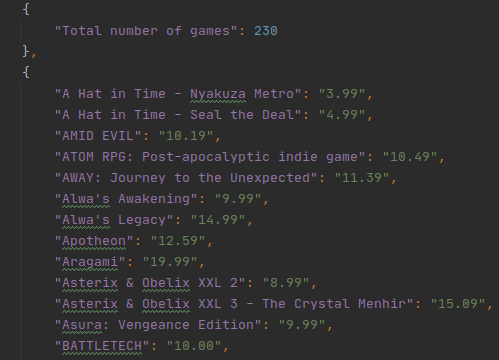 {
"Total number of games": 230
},
{
"A Hat in Time - Nyakuza Metro": "3.99",
"A Hat in Time - Seal the Deal": "4.99",
"AMID EVIL": "10.19",
"ATOM RPG: Post-apocalyptic indie game": "10.49",
"AWAY: Journey to the Unexpected": "11.39",
"Alwa's Awakening": "9.99",
"Alwa's Legacy": "14.99",
"Apotheon": "12.59",
"Aragami": "19.99",
"Asterix & Obelix XXL 2": "8.99",
"Asterix & Obelix XXL 3 - The Crystal Menhir": "15.09",
"Asura: Vengeance Edition": "9.99",
"BATTLETECH": "10.00",